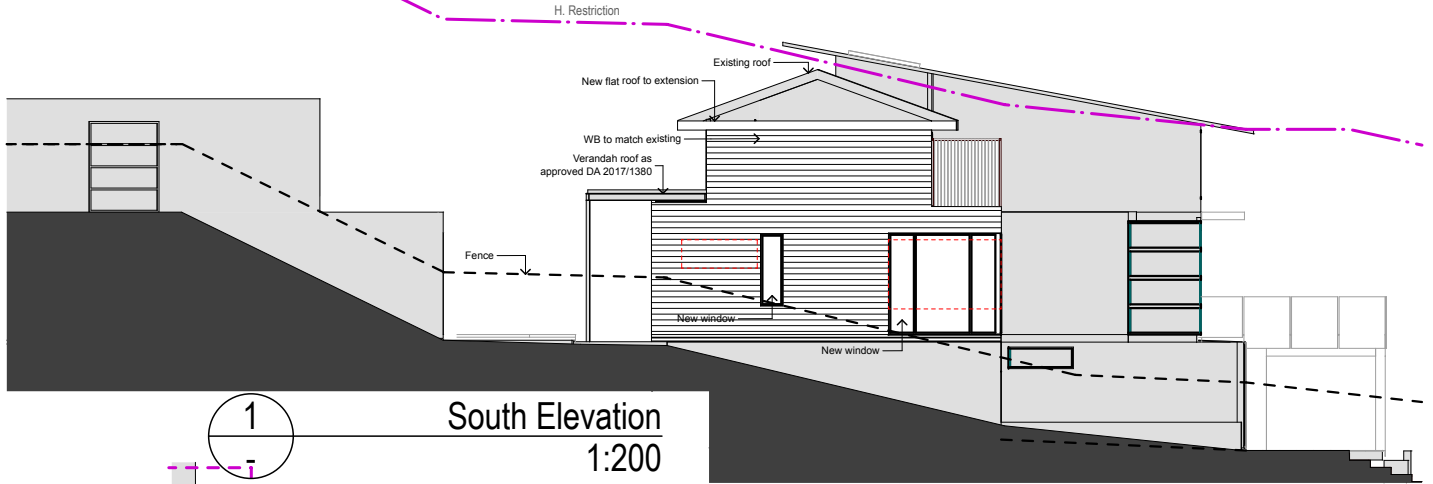 H. Restriction
Existing roof
New flat roof to extension
WB to match existing
Verandah roof as
approved DA 2017/1380
Fence
New window
New window
1
-
South Elevation
1:200